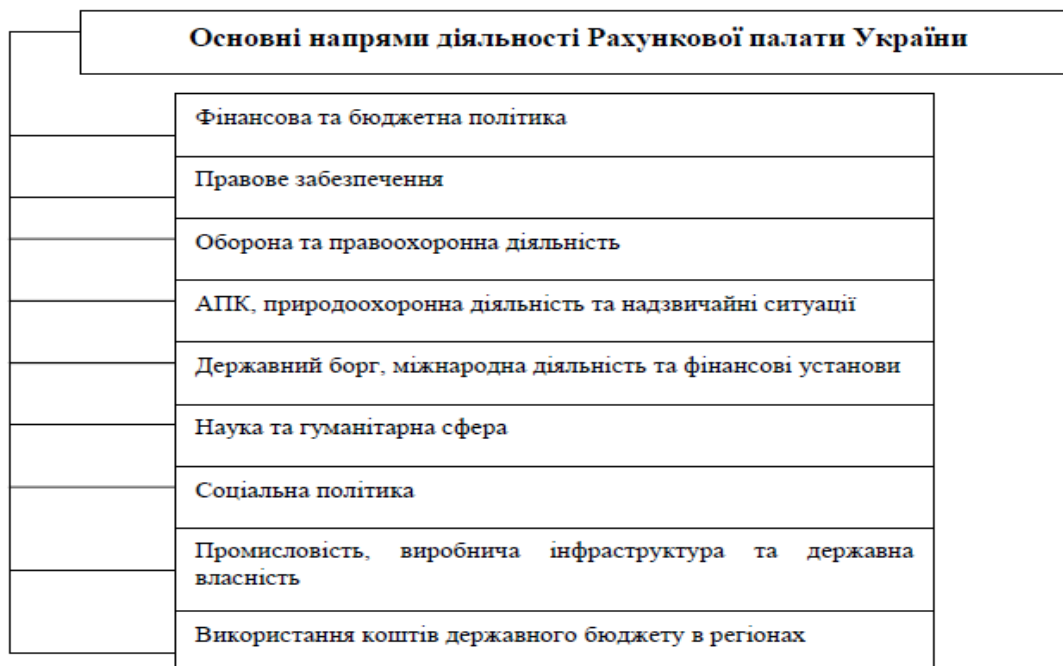 Основні напрями діяльності Рахункової палати України
Фінансова та бюджетна політика
Правове забезпечення
Оборона та правоохоронна діяльність
АПК, природоохоронна діяльність та надзвичайні ситуації
Державний борг, міжнародна діяльність та фінансові установи
Наука та гуманітарна сфера
Соціальна політика
Промисловість, виробнича інфраструктура та державна
власність
Використання коштів державного бюджету в регіонах